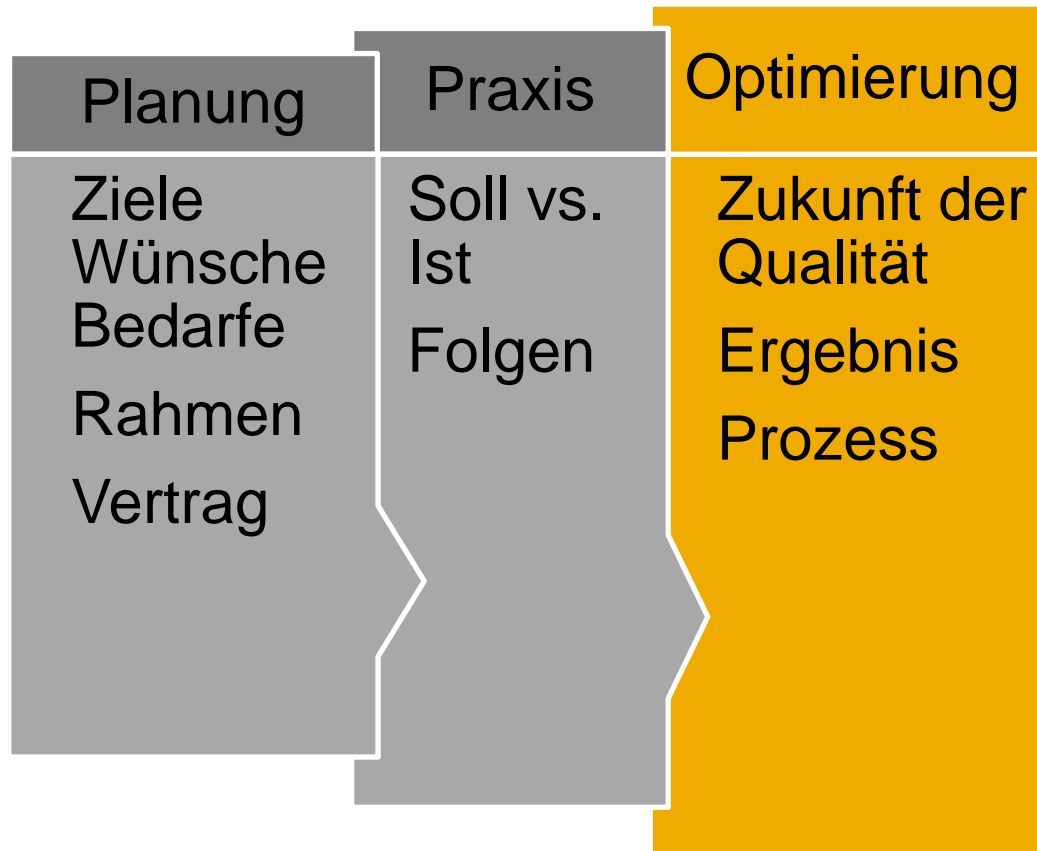 Planung
Ziele
Wünsche
Bedarfe
Rahmen
Vertrag
Praxis
Soll vs.
Ist
Folgen
Optimierung
Zukunft der
Qualität
Ergebnis
Prozess